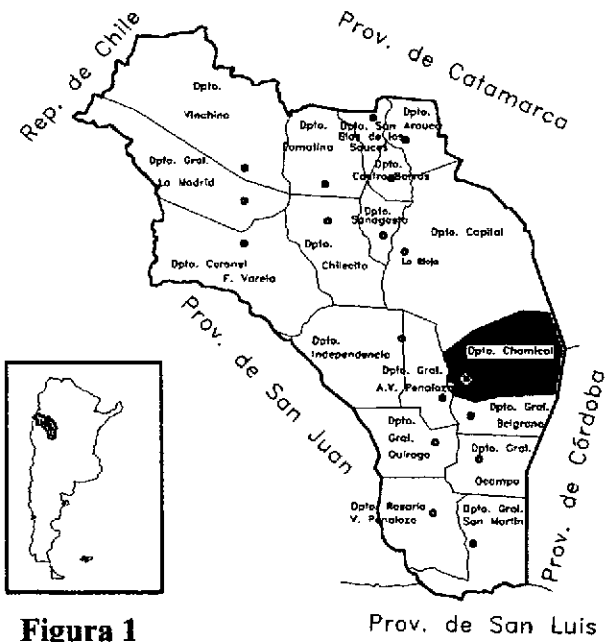 Rep. de Chile
Prov. de Catamarca
Dpto.
Vinchina
Dpto. Gral.
La Madrid
Dpto. Coronel
F. Varela
Dpto.
Famatina
Dpto. San
Blas de los
Sauces
Dpto.
Arauco
Dpto.
Castro Barros
Dpto.
Sanagasta
Dpto.
Chilecito
Dpto. Capital
La Rioja
Dpto.
Independencia
Dpto. Gral.
A.V. Penaloza
Dpto. Chamical
Dpto. Gral.
Belgrano
Dpto.
Gral.
Quiroga
Dpto. Gral.
Ocampo
Dpto. Rosario
V. Penaloza
Dpto. Gral.
San Martin
Prov. de San Juan
Prov. de Córdoba
Prov. de San Luis
Figura 1